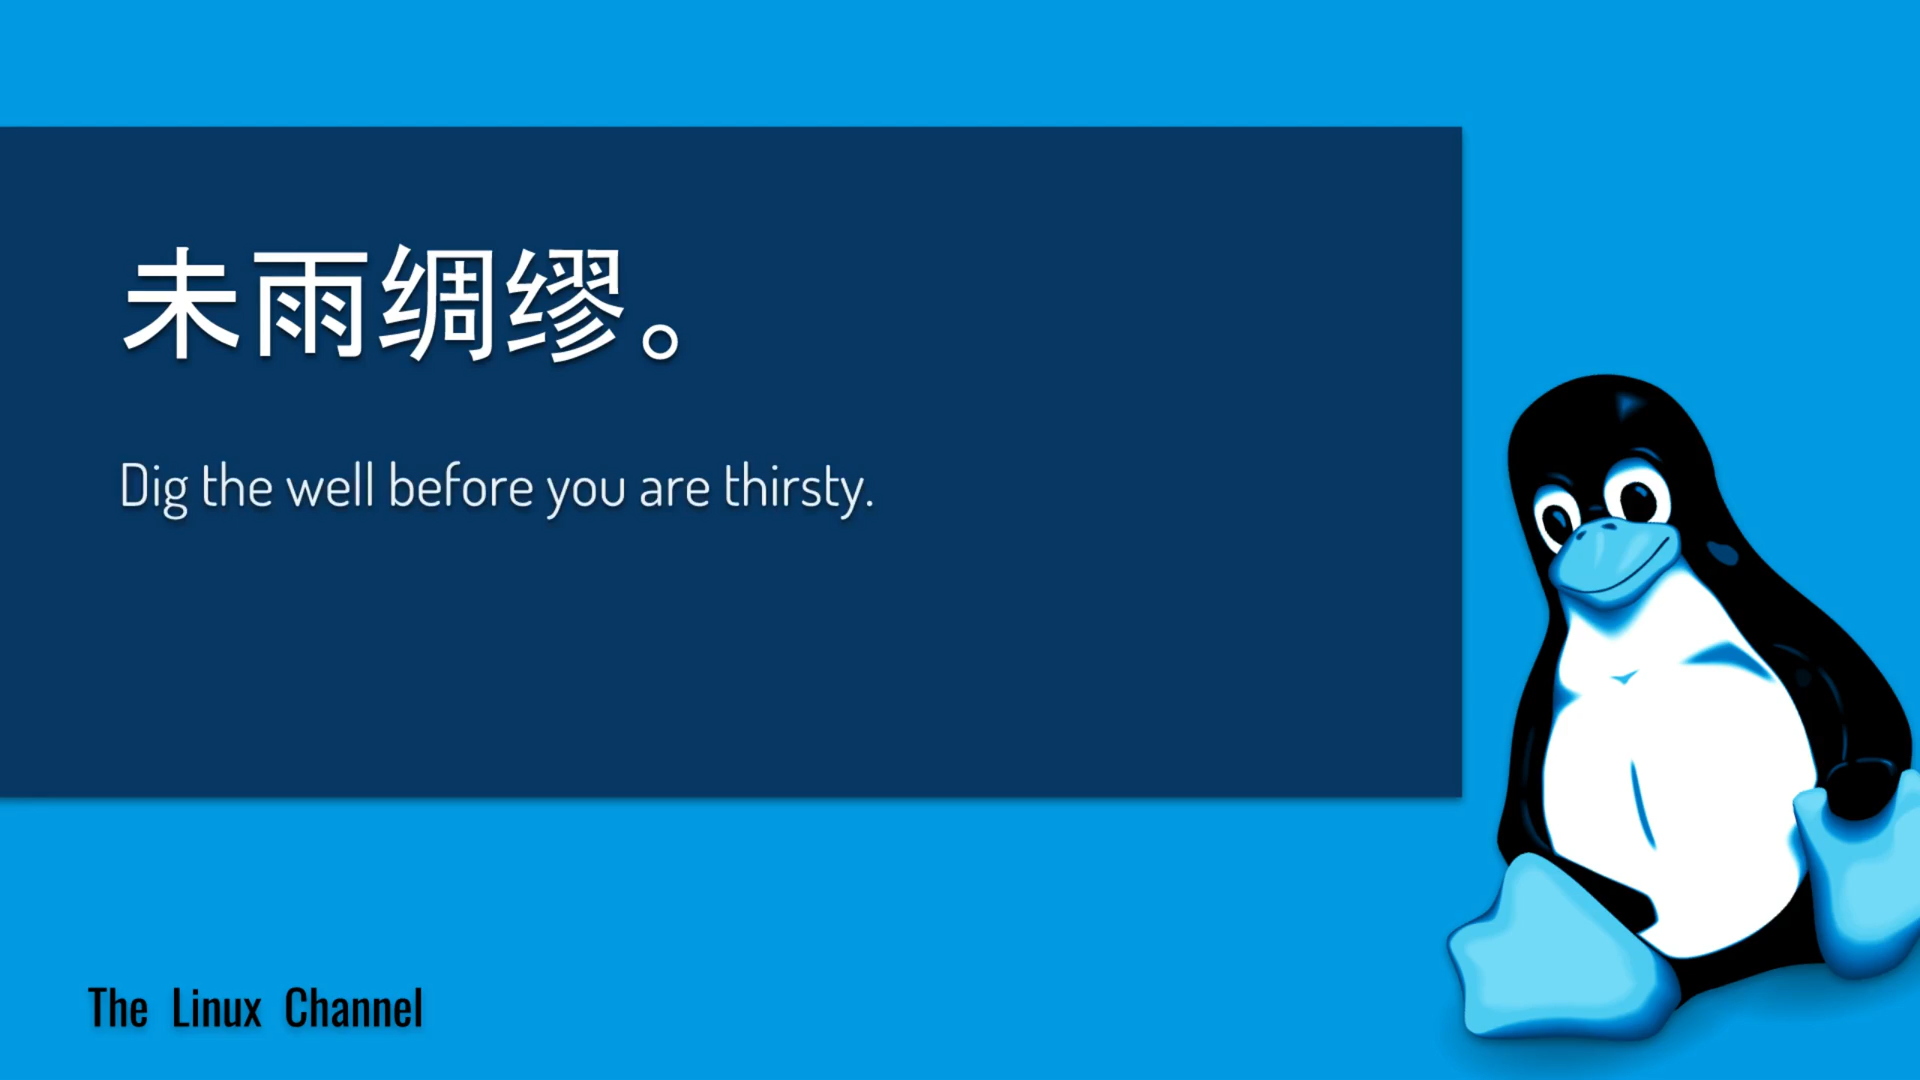 未雨绸缪。
Dig the well before you are thirsty.
The Linux Channel